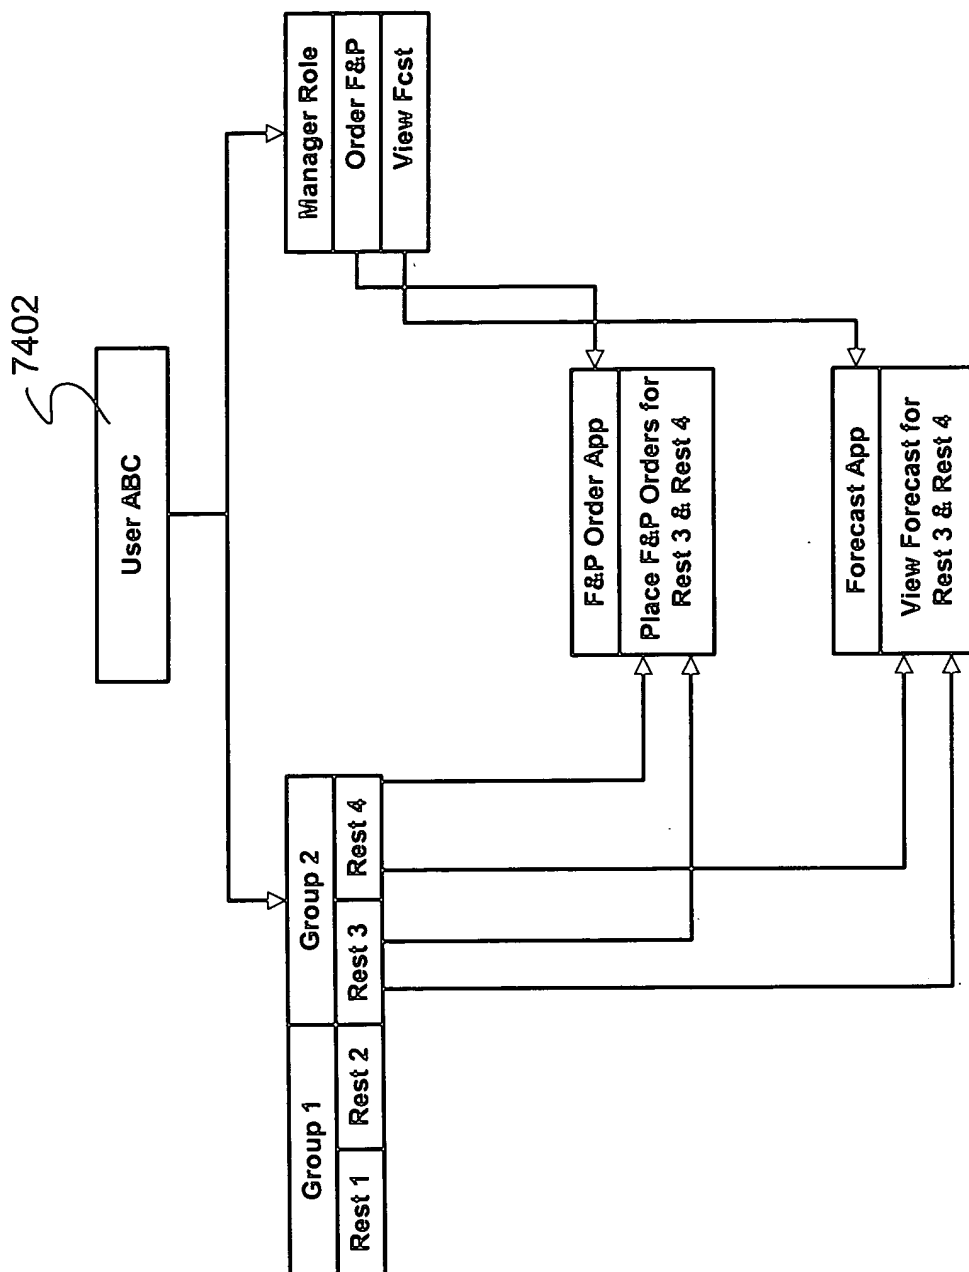 7402
User ABC
Group 1
Group 2
Rest 1
Rest 2
Rest 3
Rest 4
Manager Role
Order F&P
View Fcst
F&P Order App
Place F&P Orders for
Rest 3 & Rest 4
Forecast App
View Forecast for
Rest 3 & Rest 4